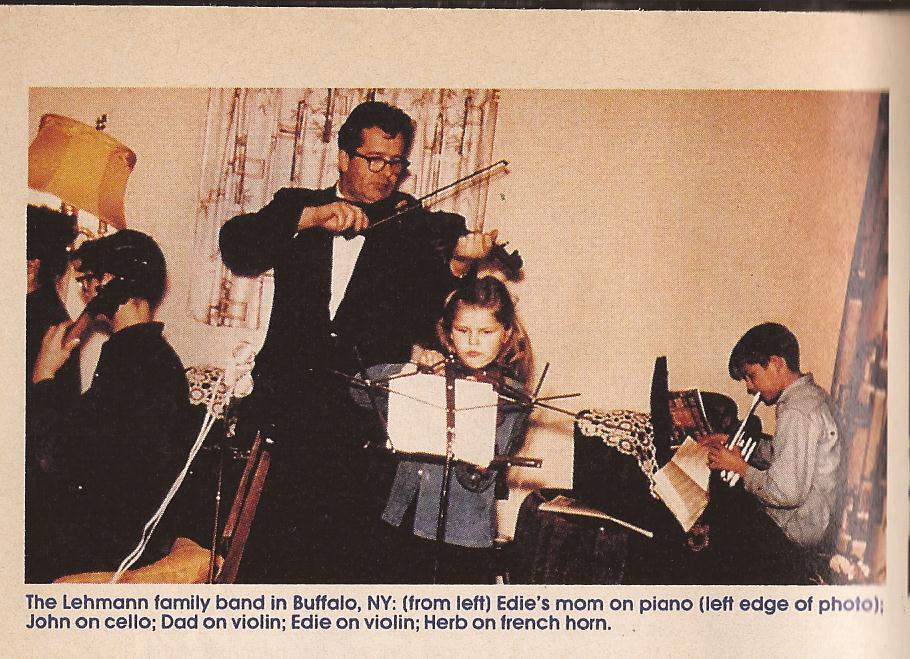 The Lehmann family band in Buffalo, NY: (from left) Edie's mom on piano (left edge of photo);
John on cello; Dad on violin; Edie on violin; Herb on french horn.